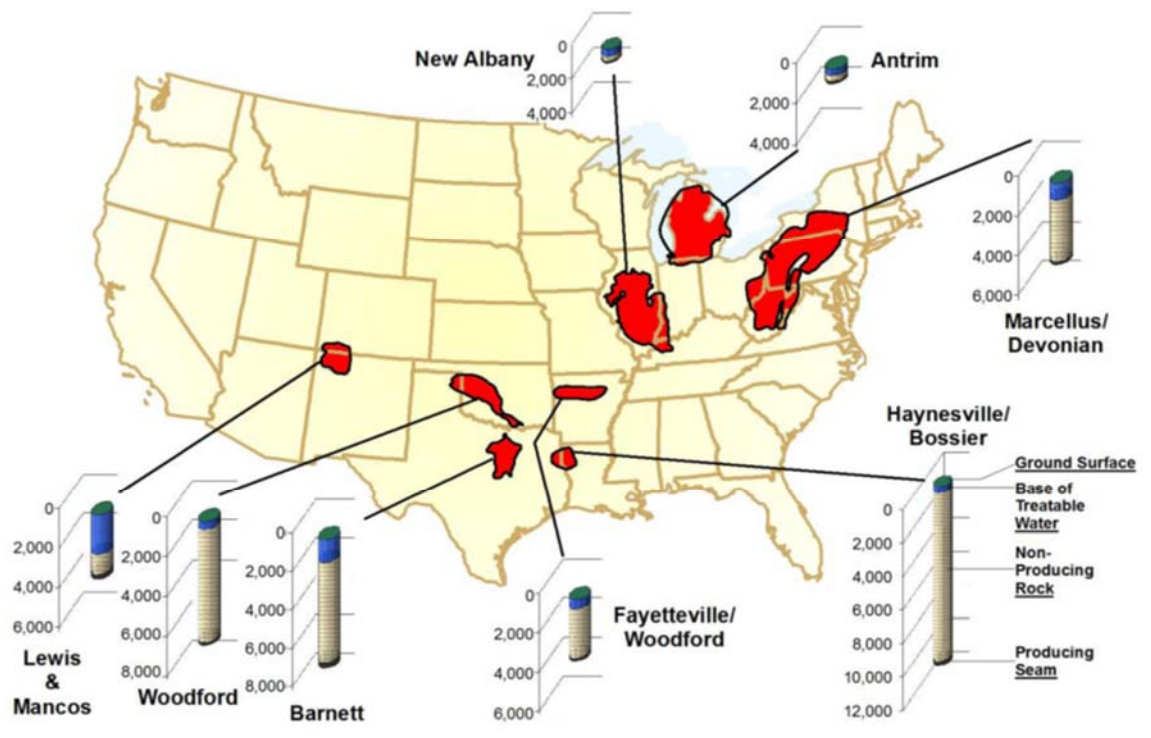 New Albany
0
2,000
4,000
Antrim
0
2,000
4,000
0
2,000
4,000
6,000
Marcellus/
Devonian
Haynesville/
Bossier
Ground Surface
Base of
Treatable
Water
Non-
Producing
Rock
Producing
Seam
0
2,000
4,000
6,000
8,000
10,000
12,000
0
2,000
4,000
6,000
Lewis
&
Mancos
0
2,000
4,000
6,000
8,000
Woodford
0
2,000
4,000
6,000
8,000
Barnett
0
2,000
4,000
6,000
Fayetteville/
Woodford